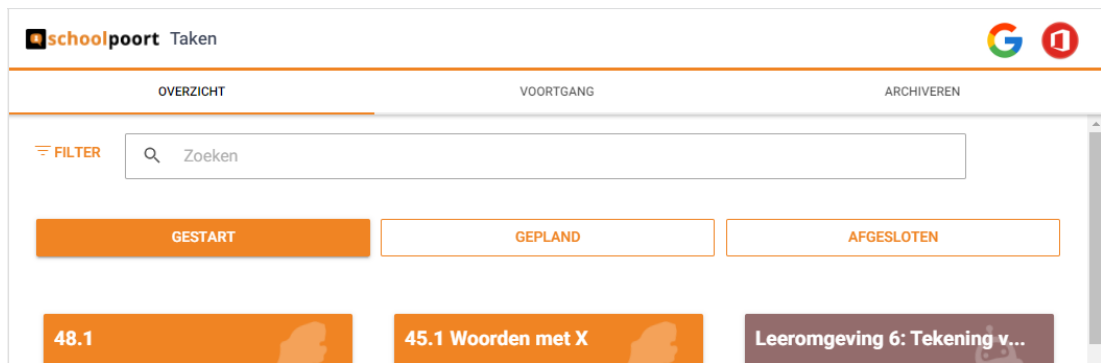 schoolpoort Taken
OVERZICHT VOORTGANG ARCHIVEREN
FILTER Zoeken
GESTART GEPLAND AFGESLOTEN
48.1 45.1 Woorden met X Leeromgeving 6: Tekening v...